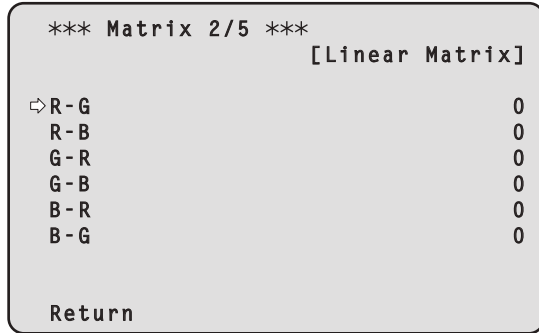 *** Matrix 2/5 ***
[Linear Matrix]
⇨R-G 0
R-B 0
G-R 0
G-B 0
B-R 0
B-G 0
Return